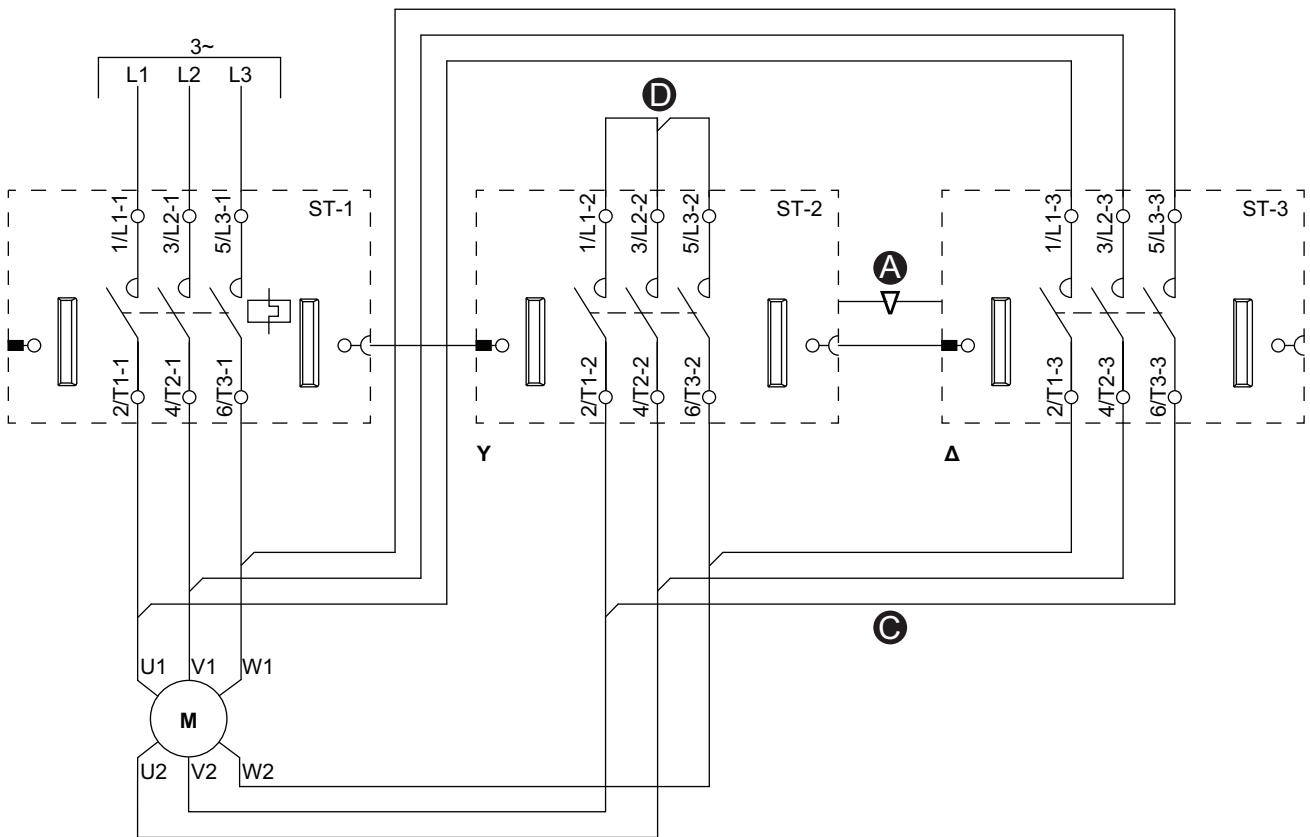 3~
L1 L2 L3
D
1/L1-1 3/L2-1 5/L3-1 ST-1
1/L1-2 3/L2-2 5/L3-2 ST-2
1/L1-3 3/L2-3 5/L3-3 ST-3
A
2/T1-1 4/T2-1 6/T3-1
2/T1-2 4/T2-2 6/T3-2
2/T1-3 4/T2-3 6/T3-3
Y Δ
C
U1 V1 W1
M
U2 V2 W2